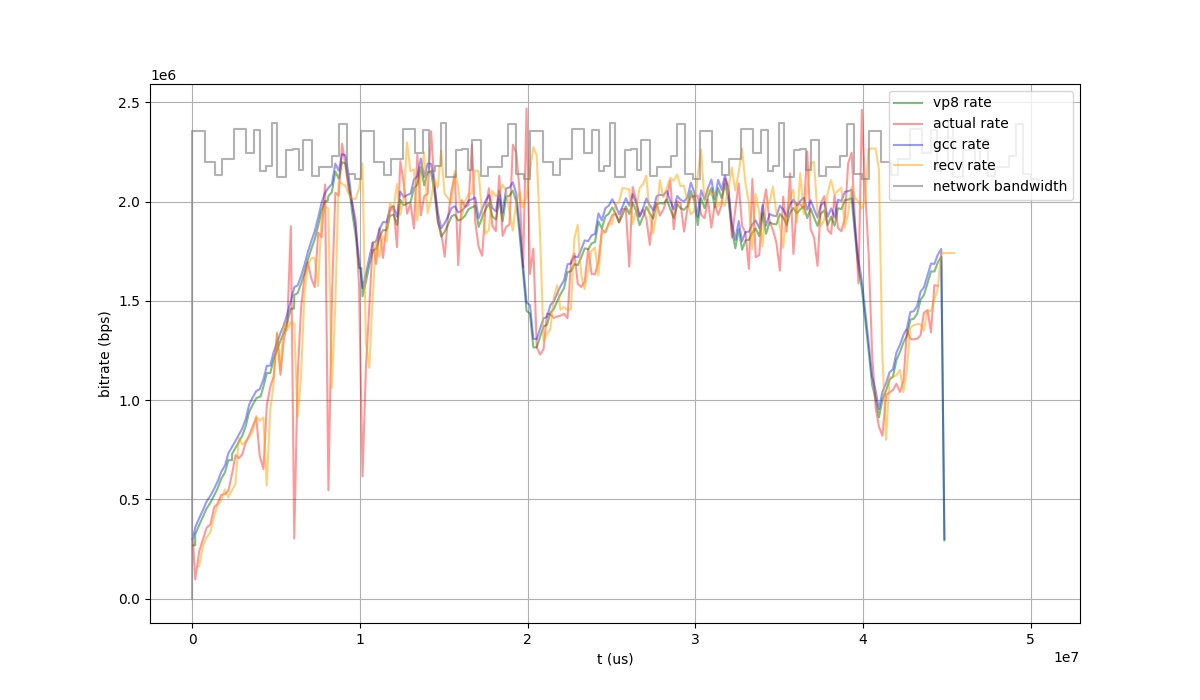 1e6
2.5
2.0
1.5
1.0
0.5
0.0
bitrate (bps)
vp8 rate
actual rate
gcc rate
recv rate
network bandwidth
0
1
2
3
4
5
t (us)
1e7